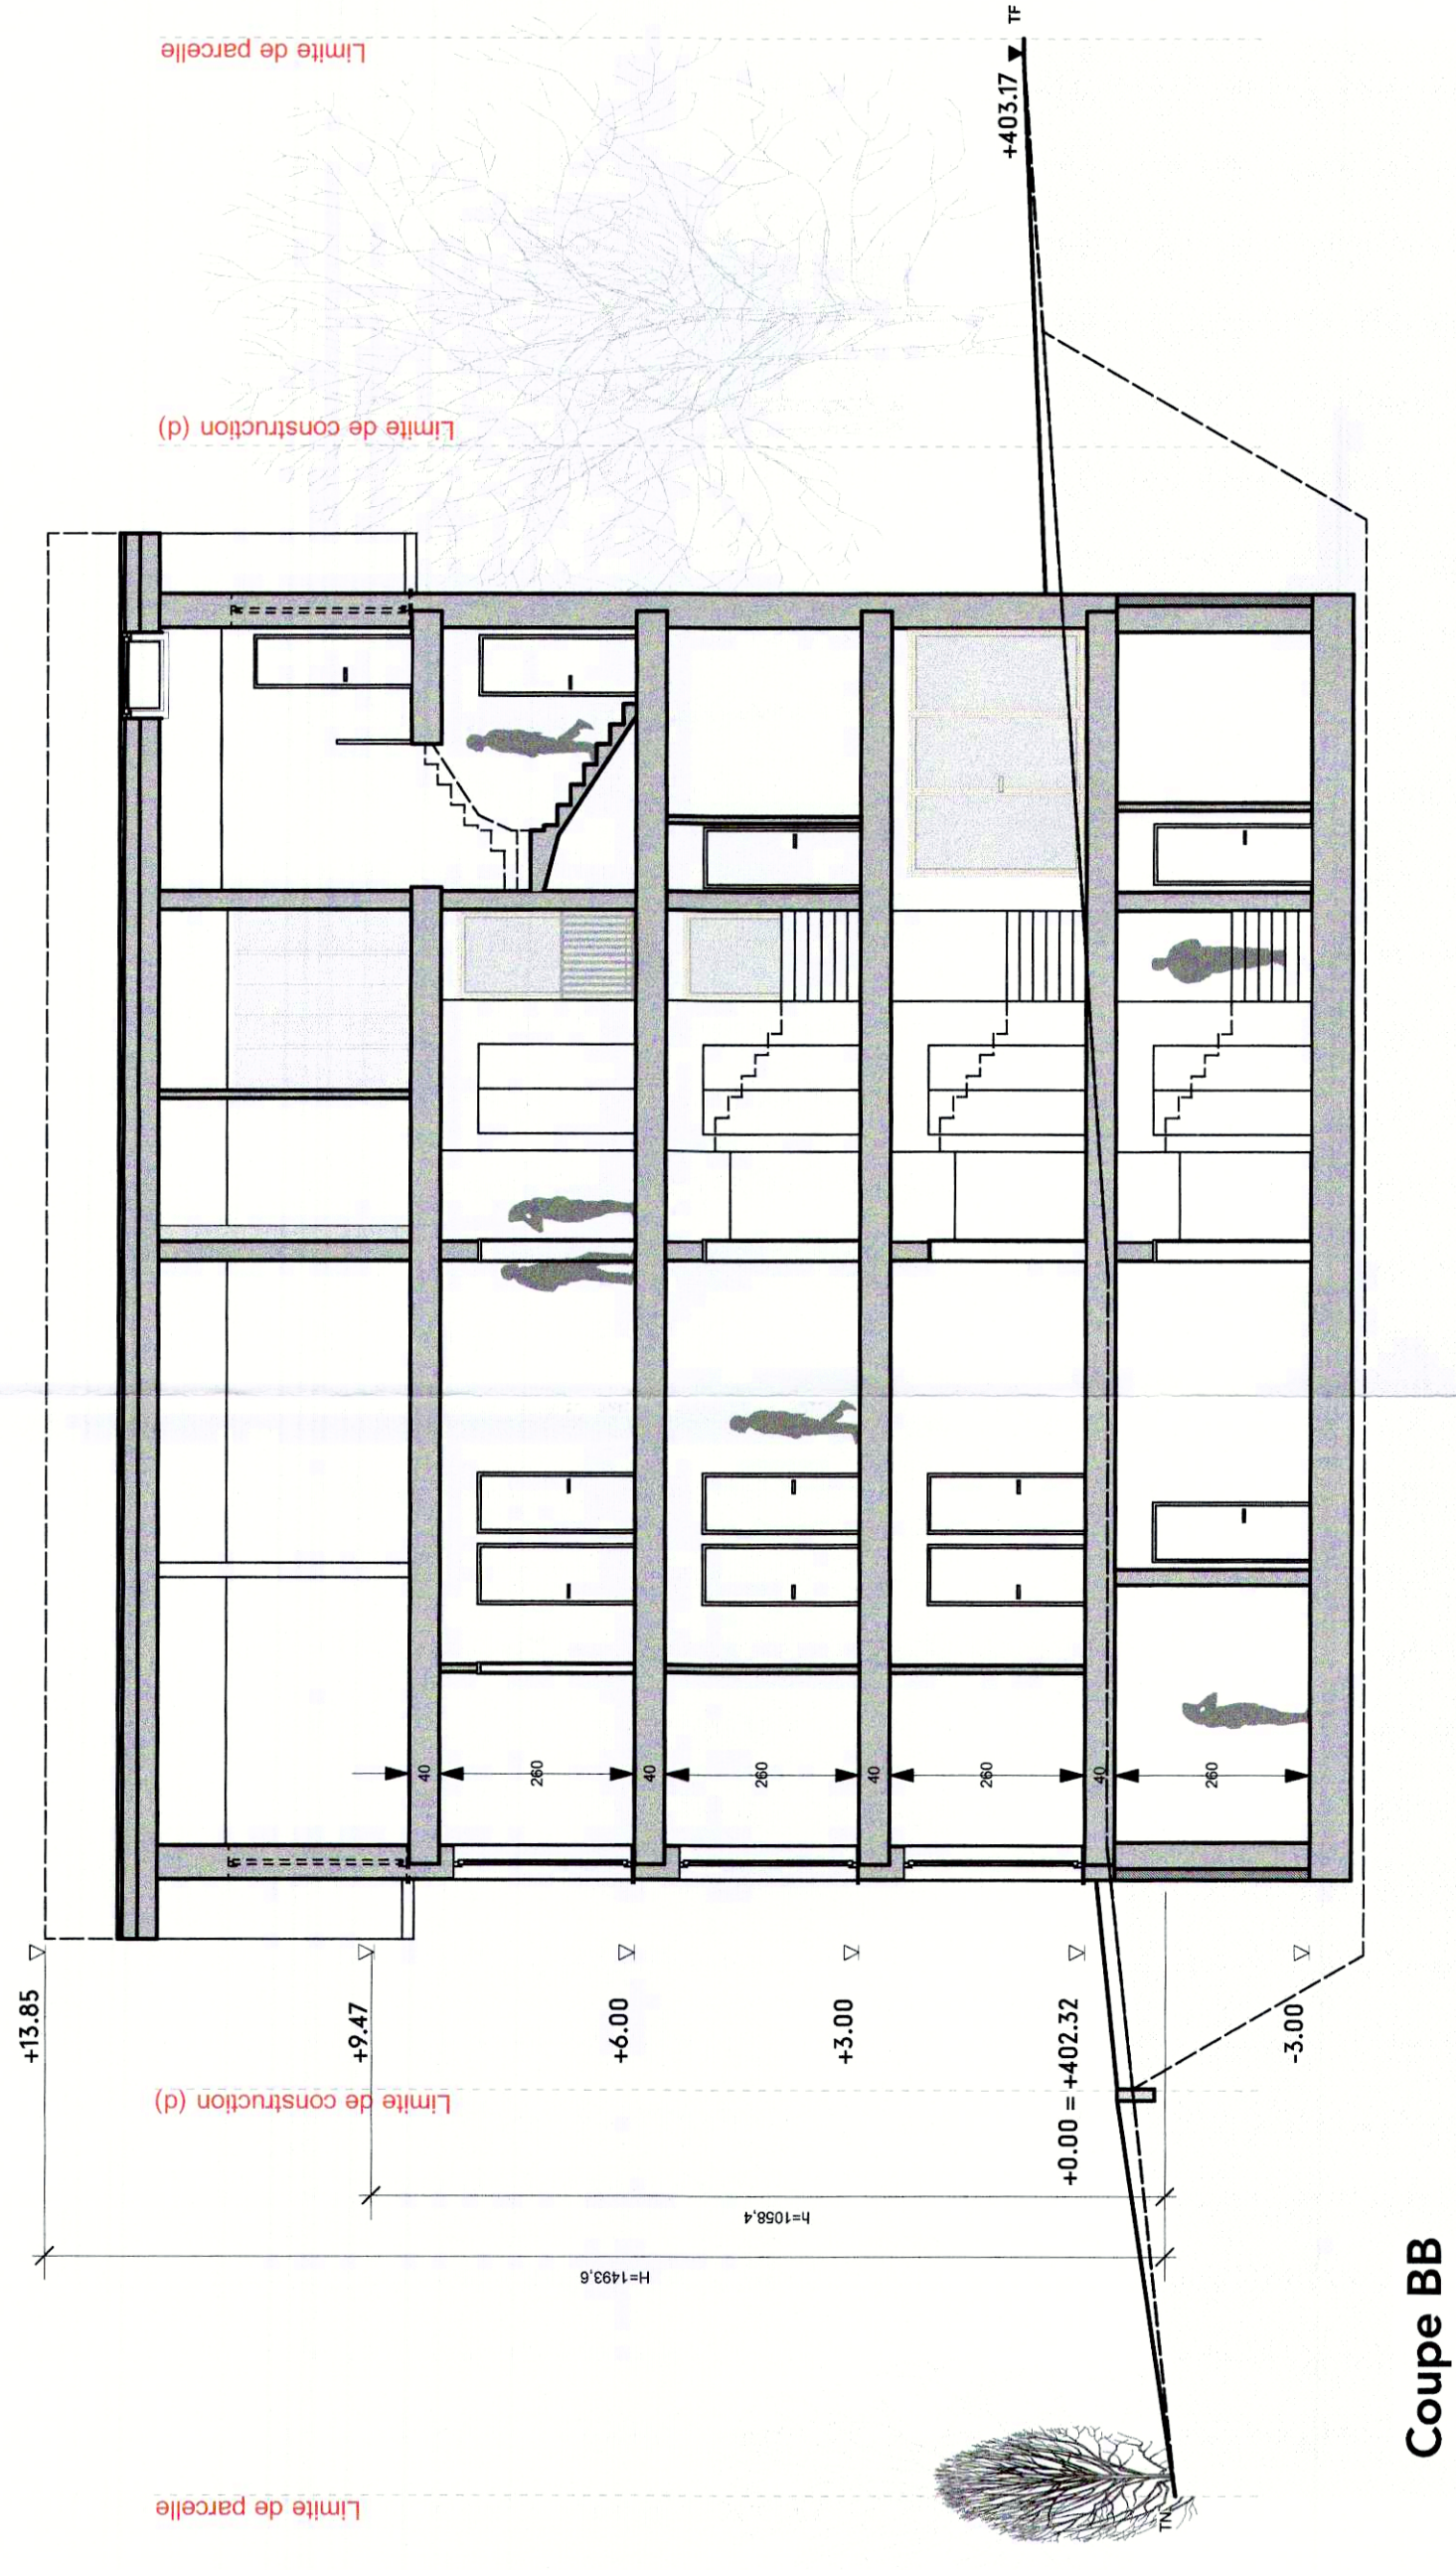 Limite de parcelle
Limite de construction (d)
Limite de construction (d)
Limite de parcelle
+13.85
+9.47
+6.00
+3.00
+0.00 = +402.32
-3.00
H=1493,6
h=1058,4
40
260
40
260
40
260
40
260
+403.17
TF
TN
Coupe BB